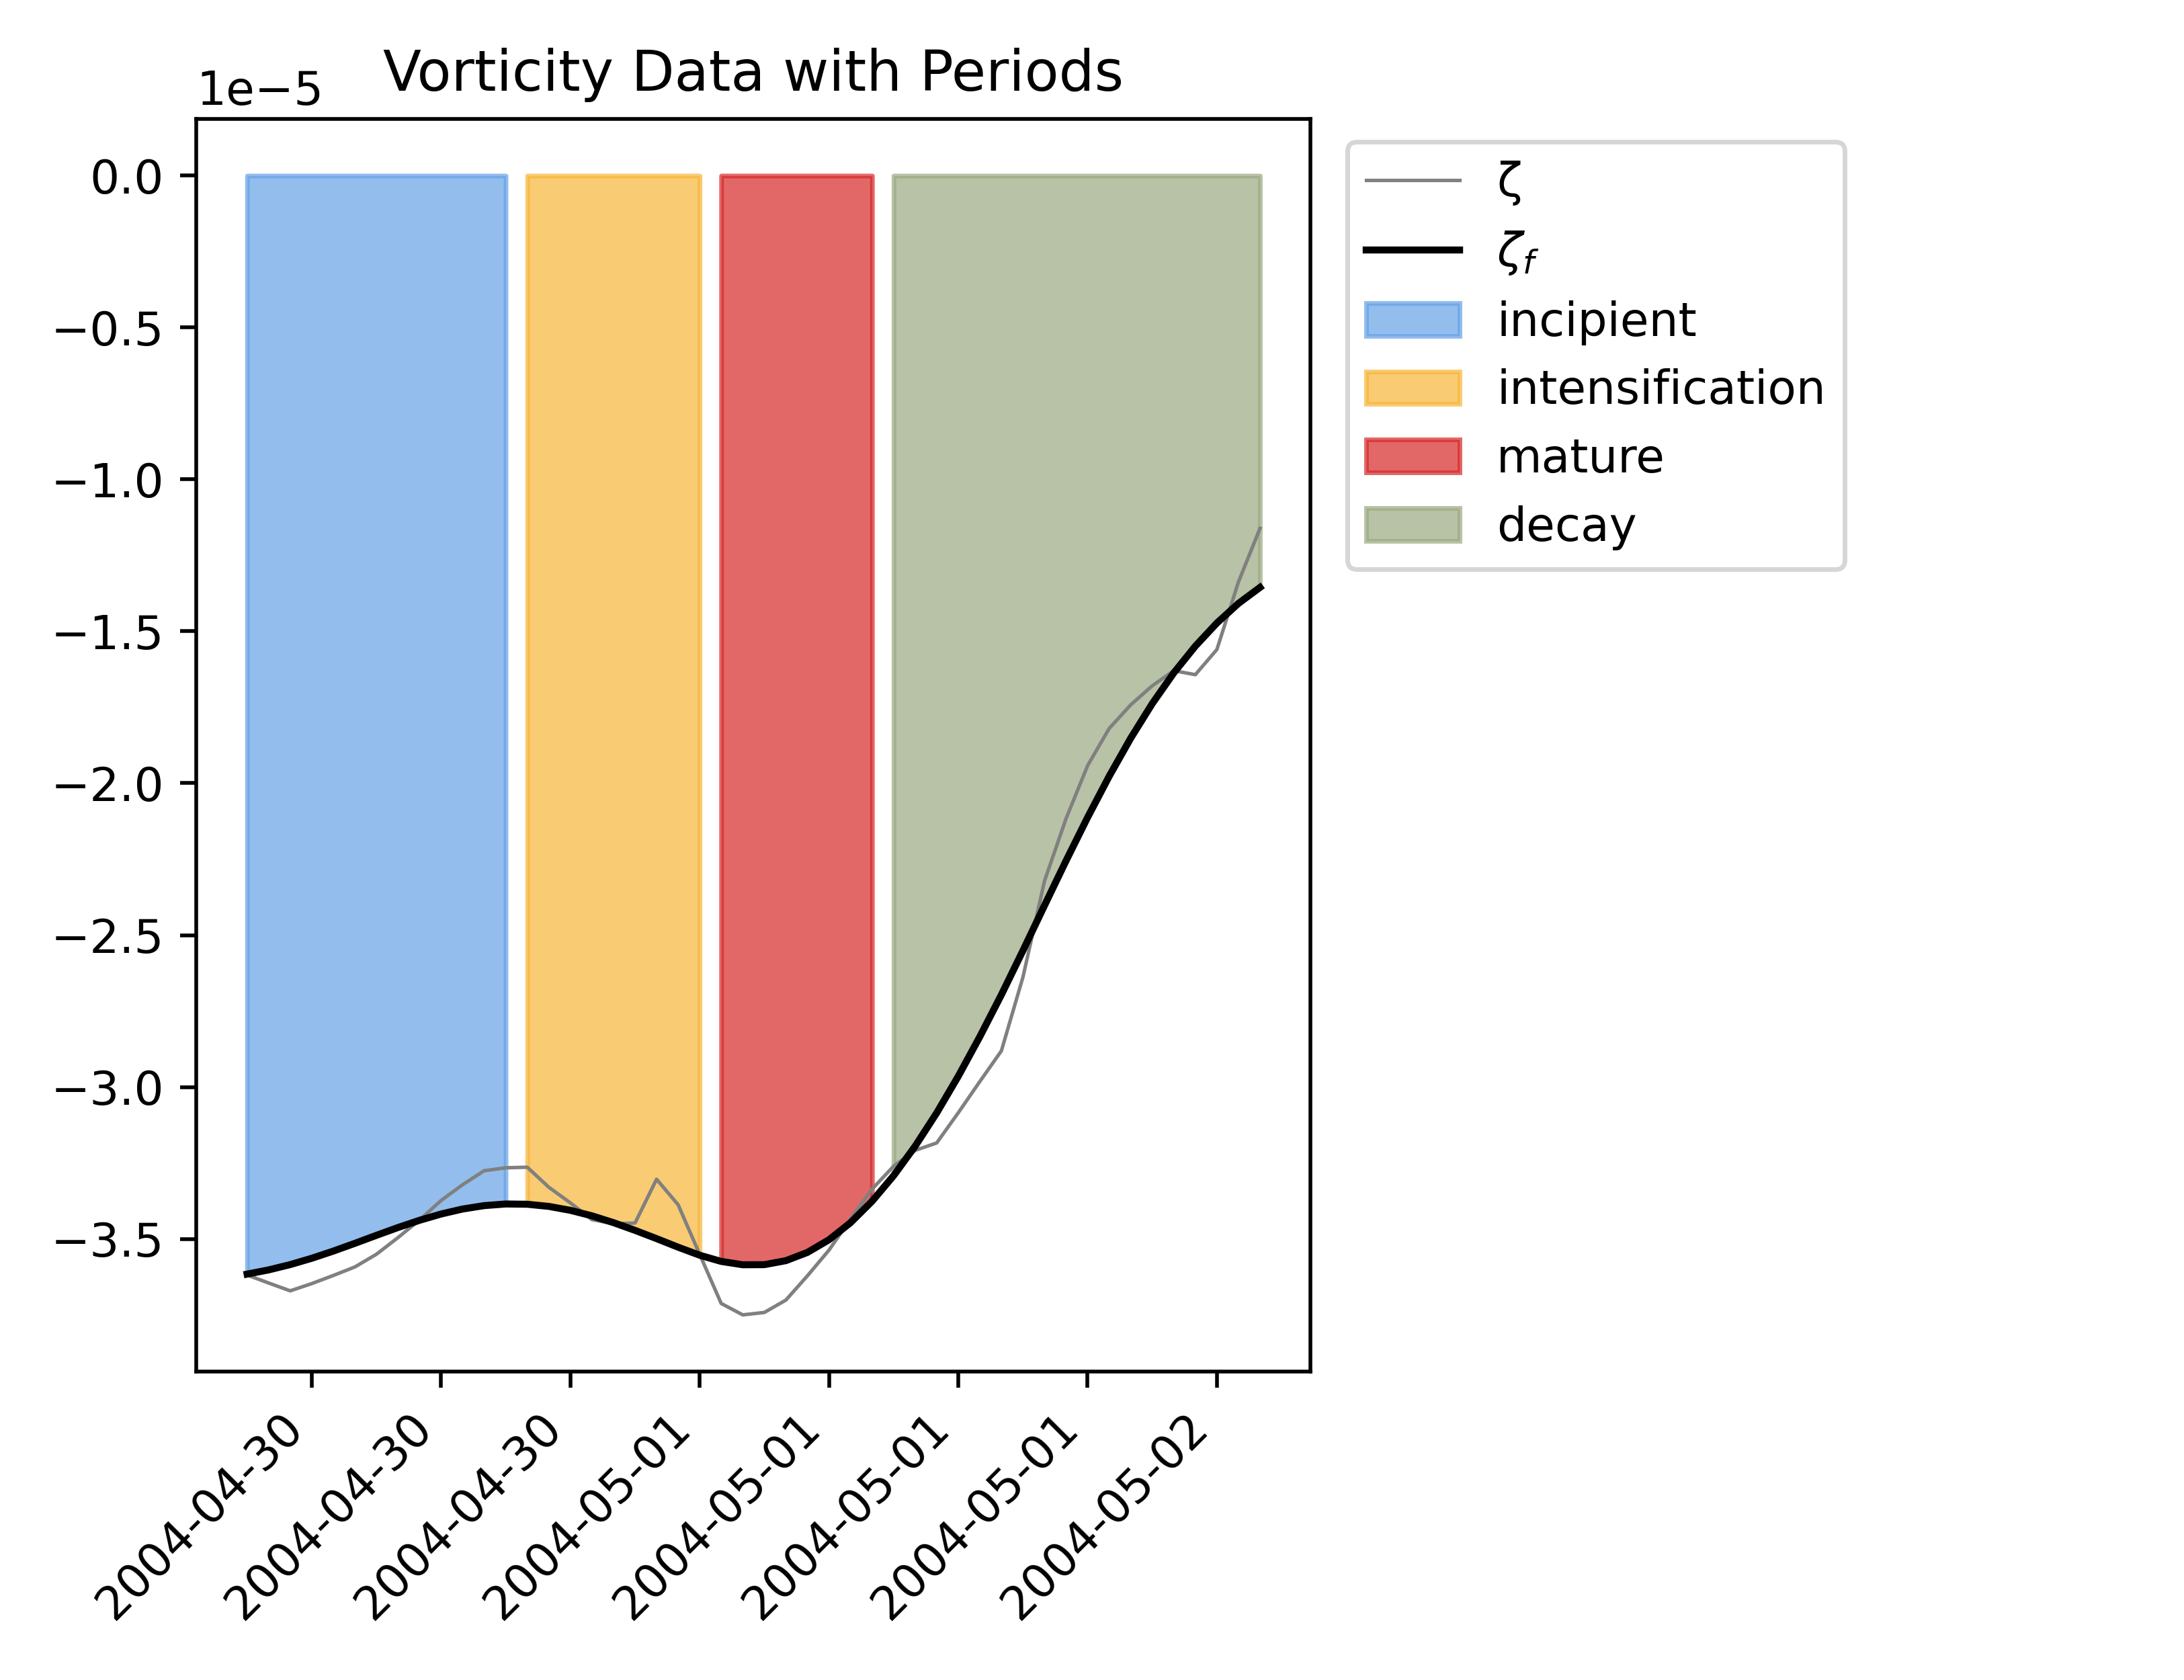 Vorticity Data with Periods
1e−5
0.0
−0.5
−1.0
−1.5
−2.0
−2.5
−3.0
−3.5
2004-04-30
2004-04-30
2004-04-30
2004-05-01
2004-05-01
2004-05-01
2004-05-01
2004-05-02
ζ
ζf
incipient
intensification
mature
decay